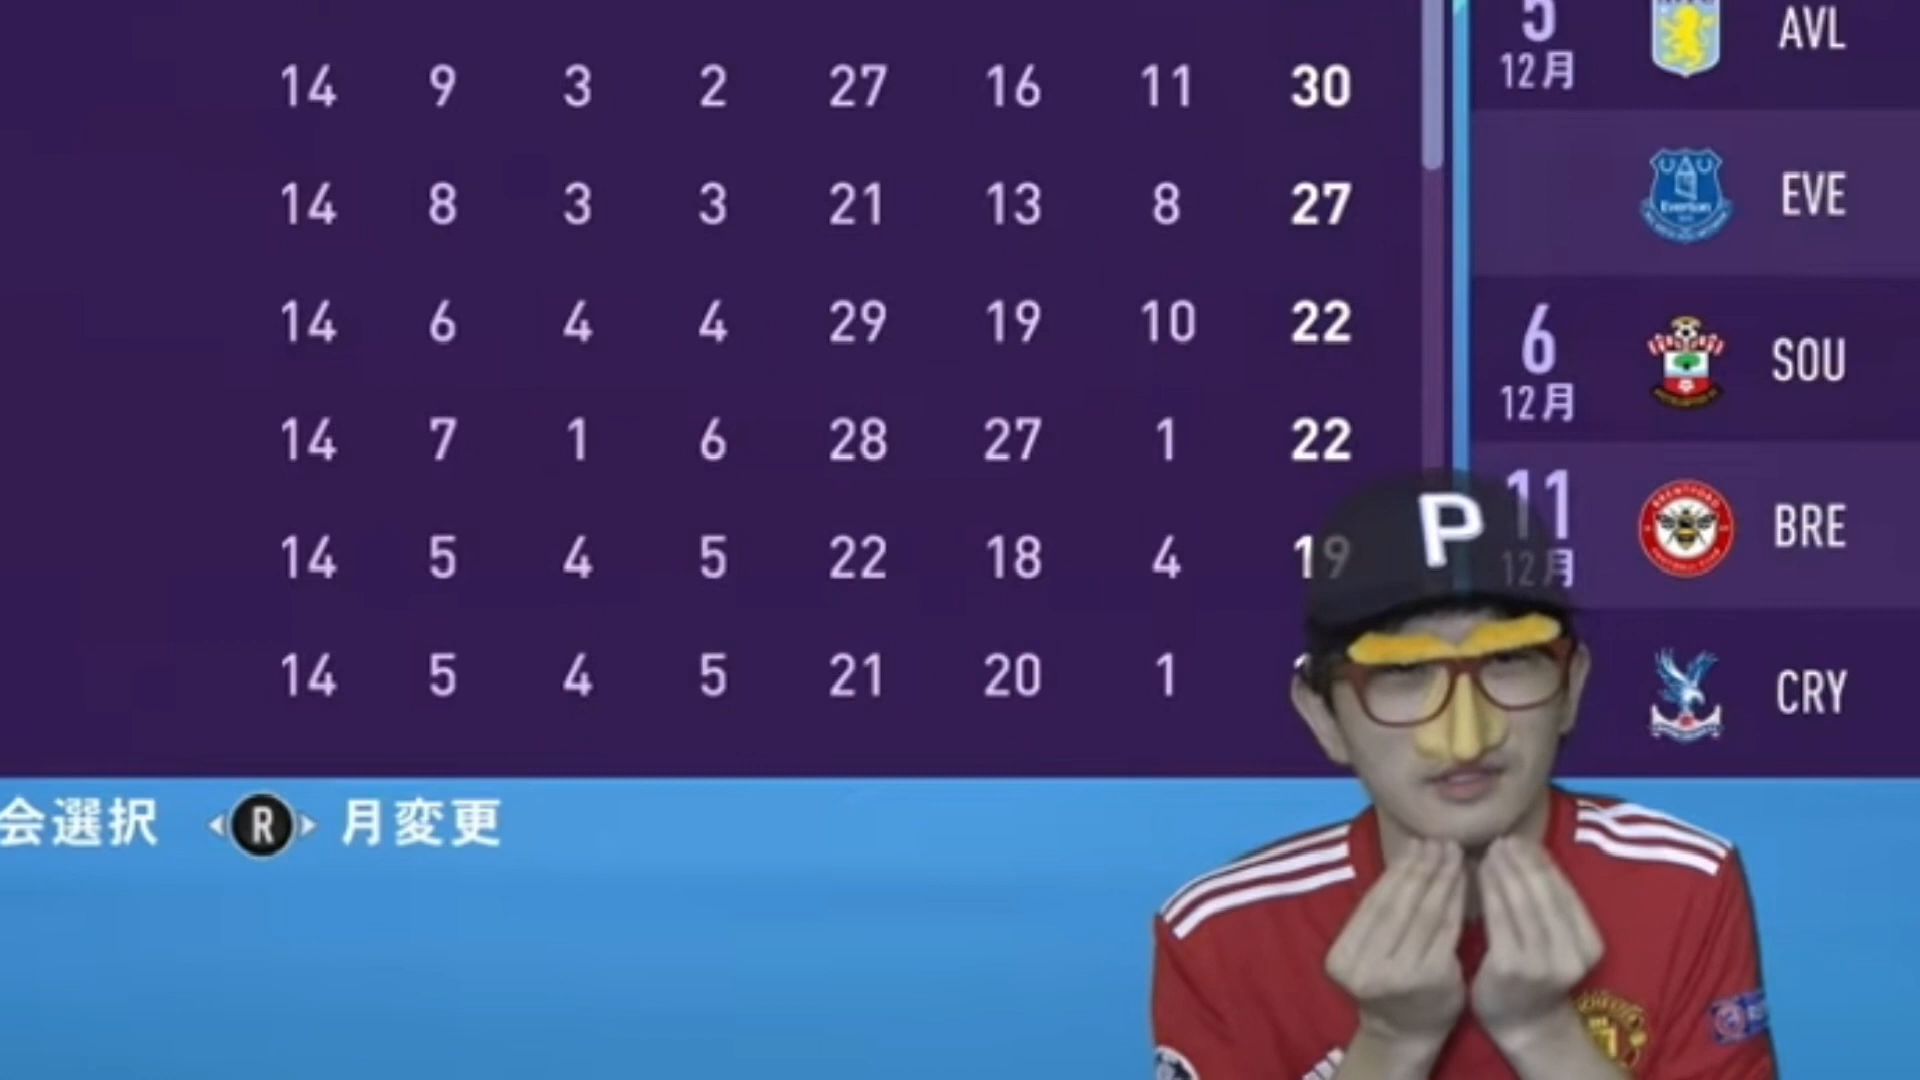 14 9 3 2 27 16 11 30
14 8 3 3 21 13 8 27
14 6 4 4 29 19 10 22
14 7 1 6 28 27 1 22
14 5 4 5 22 18 4 19
14 5 4 5 21 20 1
5
12月
AVL
EVE
6
12月
SOU
11
12月
BRE
CRY
P
会選択 R 月変更
Everton